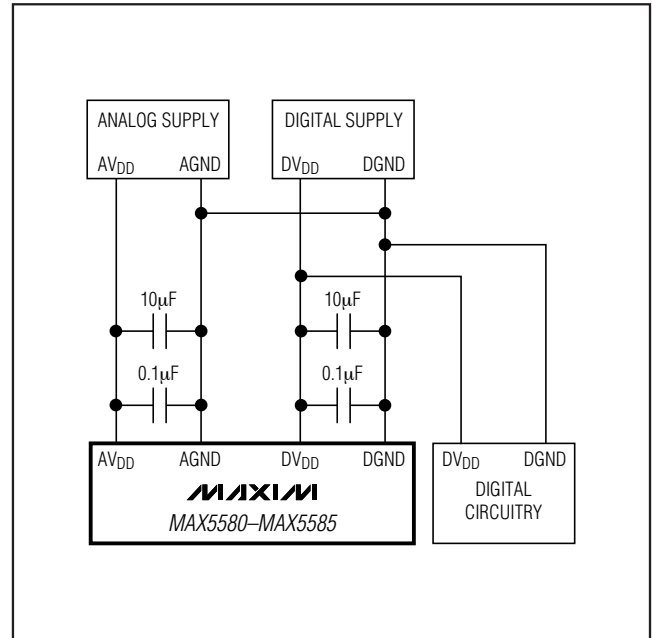 ANALOG SUPPLY
AVDD AGND
DIGITAL SUPPLY
DVDD DGND
10μF
10μF
0.1μF
0.1μF
AVDD AGND DVDD DGND
MAXIM
MAX5580–MAX5585
DVDD DGND
DIGITAL
CIRCUITRY